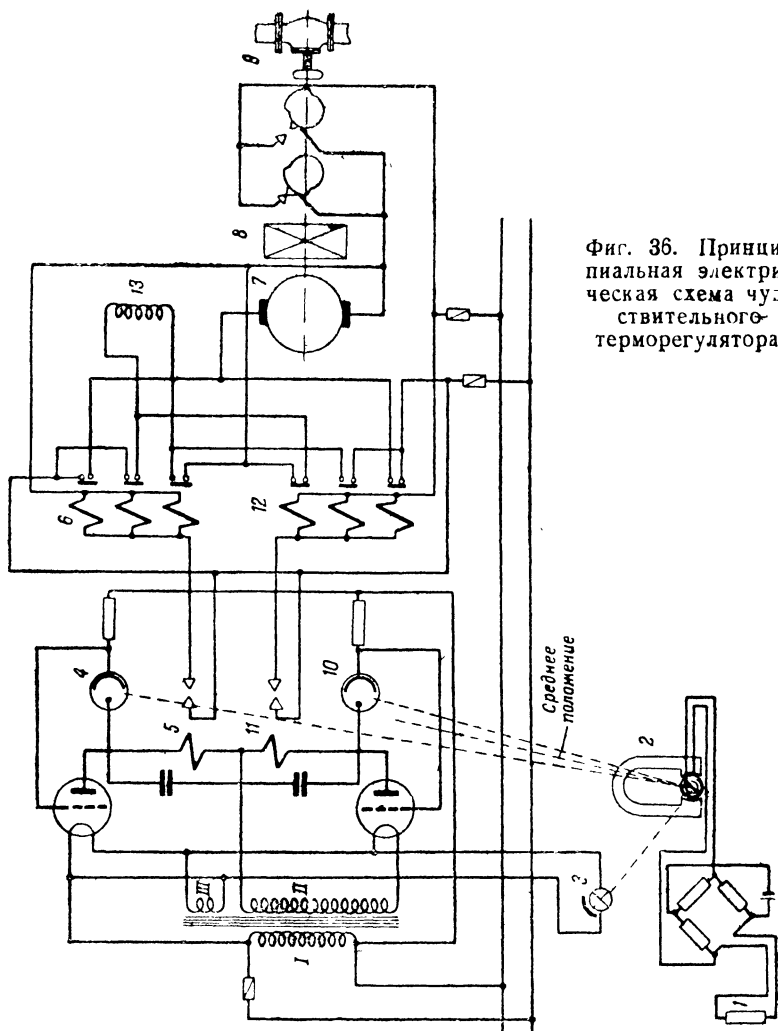 Фиг. 36. Принци-
пиальная электри-
ческая схема чув-
ствительного
терморегулятора
9
8
13
7
6
12
4
10
5
11
Среднее
положение
2
III
II
I
3
1